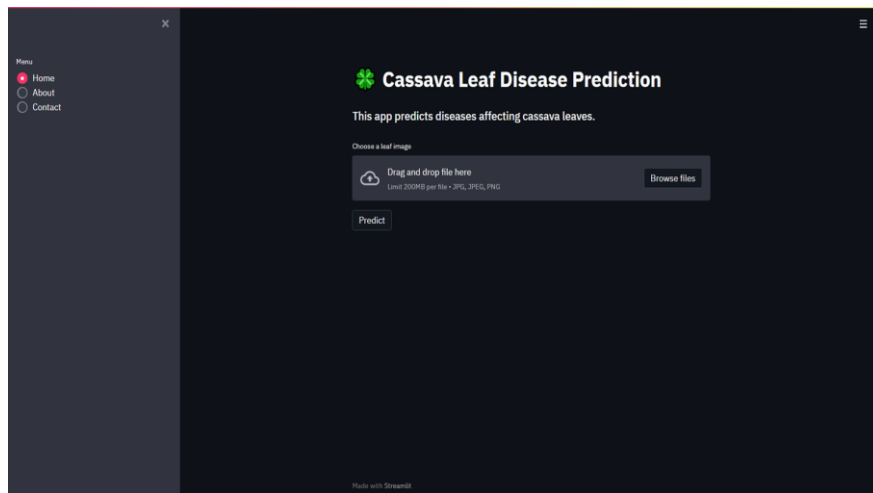 Menu
Home
About
Contact
Cassava Leaf Disease Prediction
This app predicts diseases affecting cassava leaves.
Choose a leaf image
Drag and drop file here
Limit 200MB per file • JPG, JPEG, PNG
Browse files
Predict
Made with Streamlit